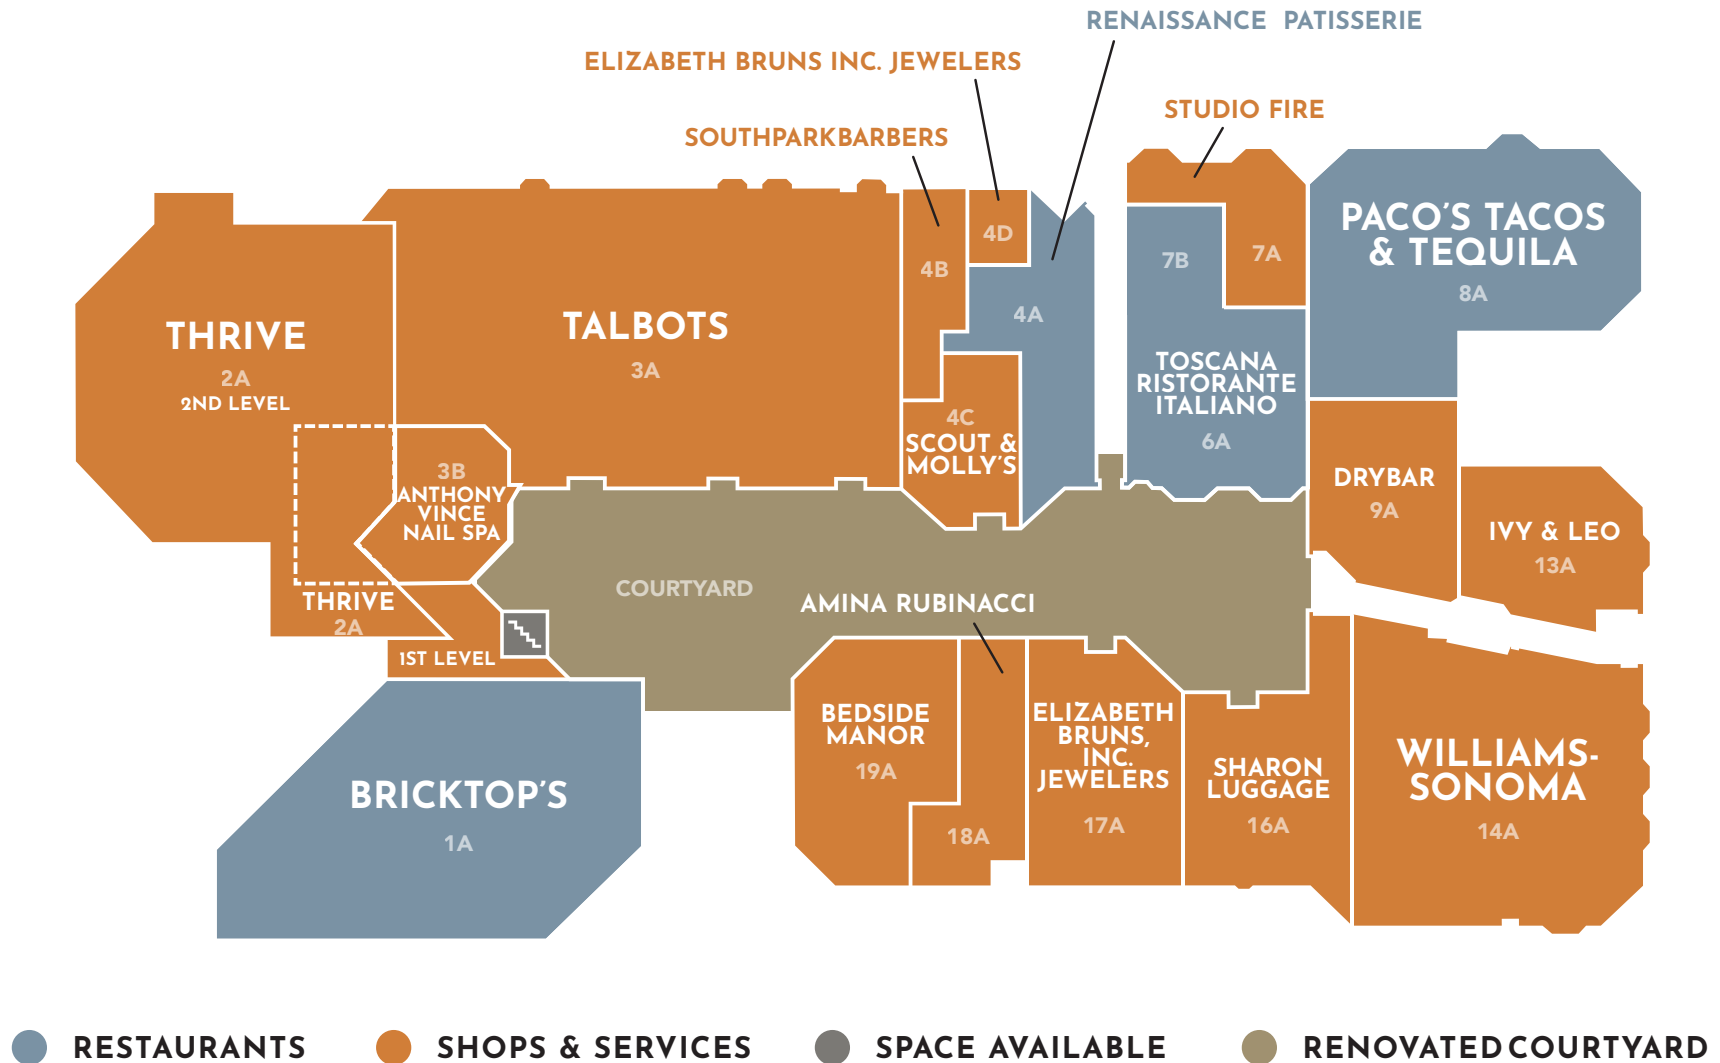 RENAISSANCE PATISSERIE
ELIZABETH BRUNS INC. JEWELERS
STUDIO FIRE
SOUTHPARKBARBERS
THRIVE
2A
2ND LEVEL
TALBOTS
3A
4B
4D
4A
7B
7A
PACO'S TACOS
& TEQUILA
8A
TOSCANA
RISTORANTE
ITALIANO
6A
4C
SCOUT &
MOLLY'S
3B
ANTHONY
VINCE
NAIL SPA
DRYBAR
9A
IVY & LEO
13A
COURTYARD
AMINA RUBINACCI
THRIVE
2A
1ST LEVEL
BRICKTOP'S
1A
BEDSIDE
MANOR
19A
18A
ELIZABETH
BRUNS,
INC.
JEWELERS
17A
SHARON
LUGGAGE
16A
WILLIAMS-
SONOMA
14A
RESTAURANTS
SHOPS & SERVICES
SPACE AVAILABLE
RENOVATED COURTYARD